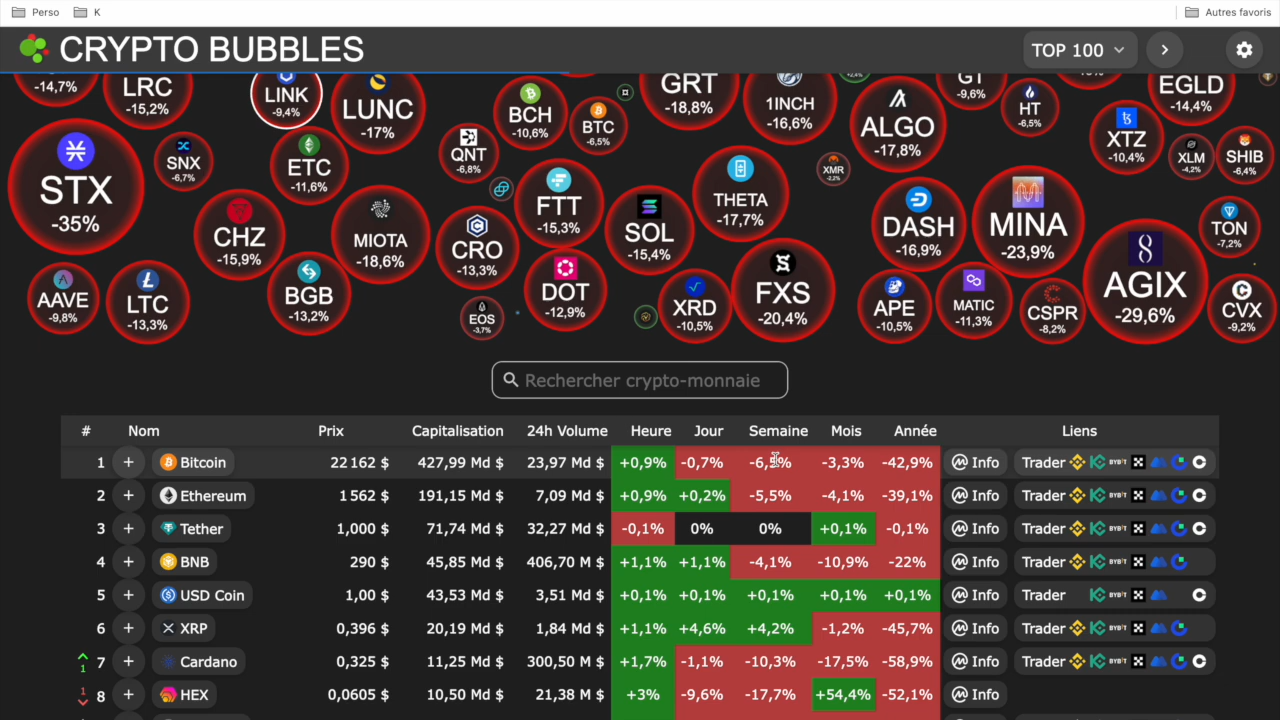 Perso K Autres favoris
CRYPTO BUBBLES TOP 100
-14,7%
LRC
-15,2%
LINK
-9,4%
LUNC
-17%
BCH
-10,6%
BTC
-6,5%
GRT
-18,8%
1INCH
-16,6%
ALGO
-17,8%
GT
-9,6%
HT
-6,5%
EGLD
-14,4%
XTZ
-10,4%
XLM
-4,2%
SHIB
-6,4%
STX
-35%
SNX
-6,7%
ETC
-11,6%
QNT
-6,8%
FTT
-15,3%
THETA
-17,7%
XMR
-2,2%
CHZ
-15,9%
MIOTA
-18,6%
CRO
-13,3%
SOL
-15,4%
DASH
-16,9%
MINA
-23,9%
TON
-7,2%
AAVE
-9,8%
LTC
-13,3%
BGB
-13,2%
EOS
-3,7%
DOT
-12,9%
XRD
-10,5%
FXS
-20,4%
APE
-10,5%
MATIC
-11,3%
CSPR
-8,2%
AGIX
-29,6%
CVX
-9,2%
Rechercher crypto-monnaie
# Nom Prix Capitalisation 24h Volume Heure Jour Semaine Mois Année Liens
1 + Bitcoin 22 162 $ 427,99 Md $ 23,97 Md $ +0,9% -0,7% -3,3% -42,9% Info Trader BYBIT
2 + Ethereum 1 562 $ 191,15 Md $ 7,09 Md $ +0,9% +0,2% -5,5% -4,1% -39,1% Info Trader BYBIT
3 + Tether 1,000 $ 71,74 Md $ 32,27 Md $ -0,1% 0% 0% +0,1% -0,1% Info Trader BYBIT
4 + BNB 290 $ 45,85 Md $ 406,70 M $ +1,1% +1,1% -4,1% -10,9% -22% Info Trader BYBIT
5 + USD Coin 1,00 $ 43,53 Md $ 3,51 Md $ +0,1% +0,1% +0,1% +0,1% +0,1% Info Trader BYBIT
6 + XRP 0,396 $ 20,19 Md $ 1,84 Md $ +1,1% +4,6% +4,2% -1,2% -45,7% Info Trader BYBIT
1 7 + Cardano 0,325 $ 11,25 Md $ 300,50 M $ +1,7% -1,1% -10,3% -17,5% -58,9% Info Trader BYBIT
1 8 + HEX 0,0605 $ 10,50 Md $ 21,38 M $ +3% -9,6% -17,7% +54,4% -52,1% Info